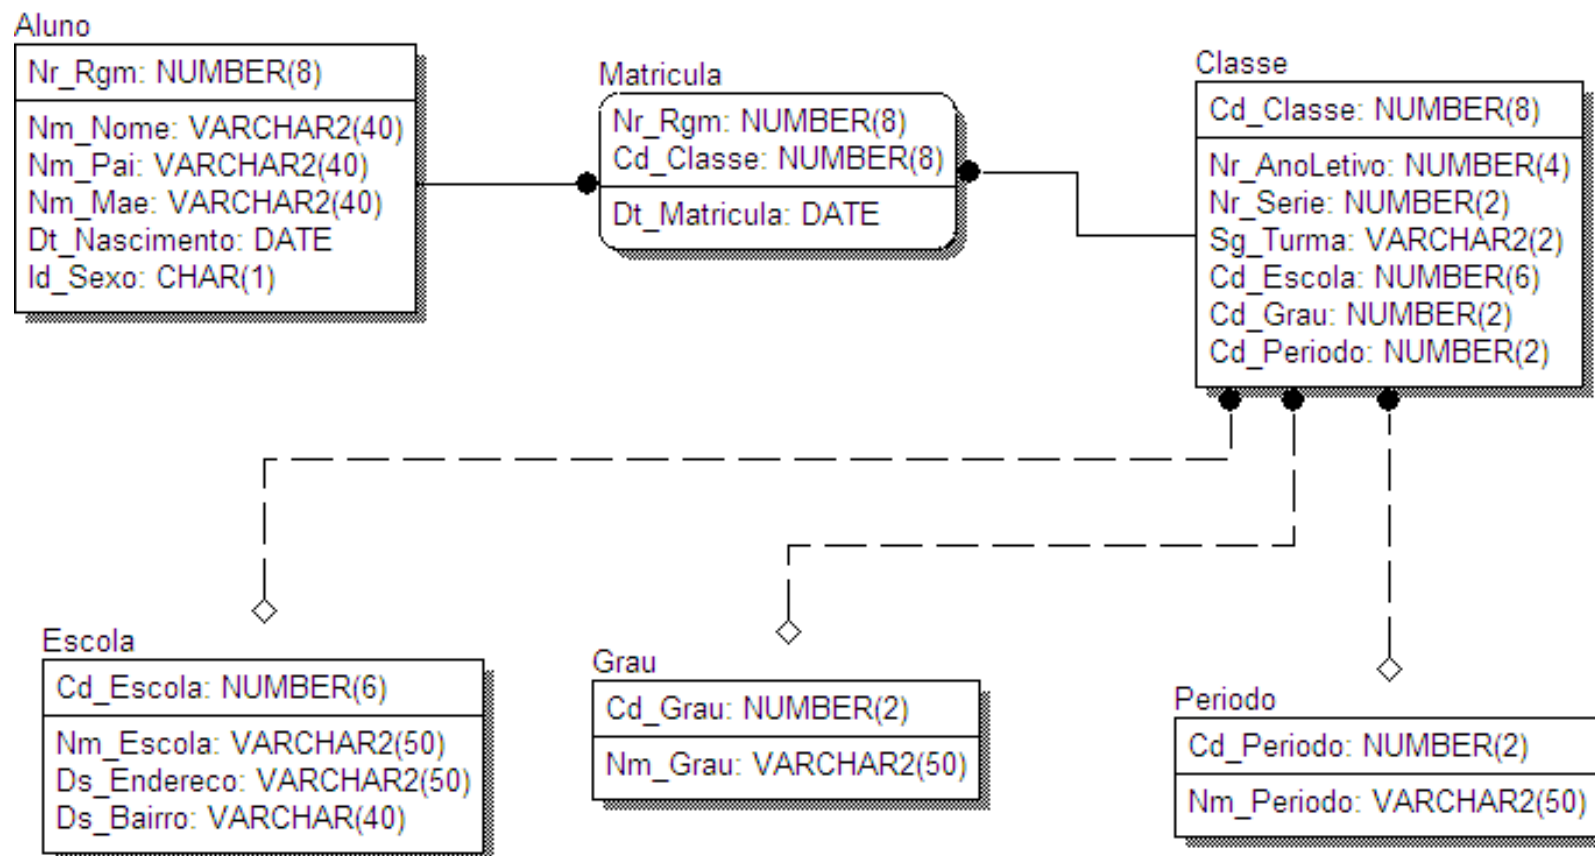 Aluno
Nr_Rgm: NUMBER(8)
Nm_Nome: VARCHAR2(40)
Nm_Pai: VARCHAR2(40)
Nm_Mae: VARCHAR2(40)
Dt_Nascimento: DATE
Id_Sexo: CHAR(1)
Matricula
Nr_Rgm: NUMBER(8)
Cd_Classe: NUMBER(8)
Dt_Matricula: DATE
Classe
Cd_Classe: NUMBER(8)
Nr_AnoLetivo: NUMBER(4)
Nr_Serie: NUMBER(2)
Sg_Turma: VARCHAR2(2)
Cd_Escola: NUMBER(6)
Cd_Grau: NUMBER(2)
Cd_Periodo: NUMBER(2)
Escola
Cd_Escola: NUMBER(6)
Nm_Escola: VARCHAR2(50)
Ds_Endereco: VARCHAR2(50)
Ds_Bairro: VARCHAR(40)
Grau
Cd_Grau: NUMBER(2)
Nm_Grau: VARCHAR2(50)
Periodo
Cd_Periodo: NUMBER(2)
Nm_Periodo: VARCHAR2(50)